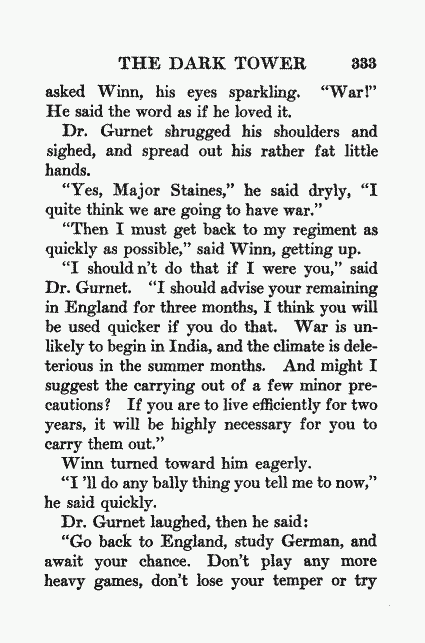 THE DARK TOWER 333
asked Winn, his eyes sparkling. “War!”
He said the word as if he loved it.
Dr. Gurnet shrugged his shoulders and
sighed, and spread out his rather fat little
hands.
“Yes, Major Staines,” he said dryly, “I
quite think we are going to have war.”
“Then I must get back to my regiment as
quickly as possible,” said Winn, getting up.
“I should n’t do that if I were you,” said
Dr. Gurnet. “I should advise your remaining
in England for three months, I think you will
be used quicker if you do that. War is un-
likely to begin in India, and the climate is dele-
terious in the summer months. And might I
suggest the carrying out of a few minor pre-
cautions? If you are to live efficiently for two
years, it will be highly necessary for you to
carry them out.”
Winn turned toward him eagerly.
“I ’ll do any bally thing you tell me to now,”
he said quickly.
Dr. Gurnet laughed, then he said:
“Go back to England, study German, and
await your chance. Don’t play any more
heavy games, don’t lose your temper or try